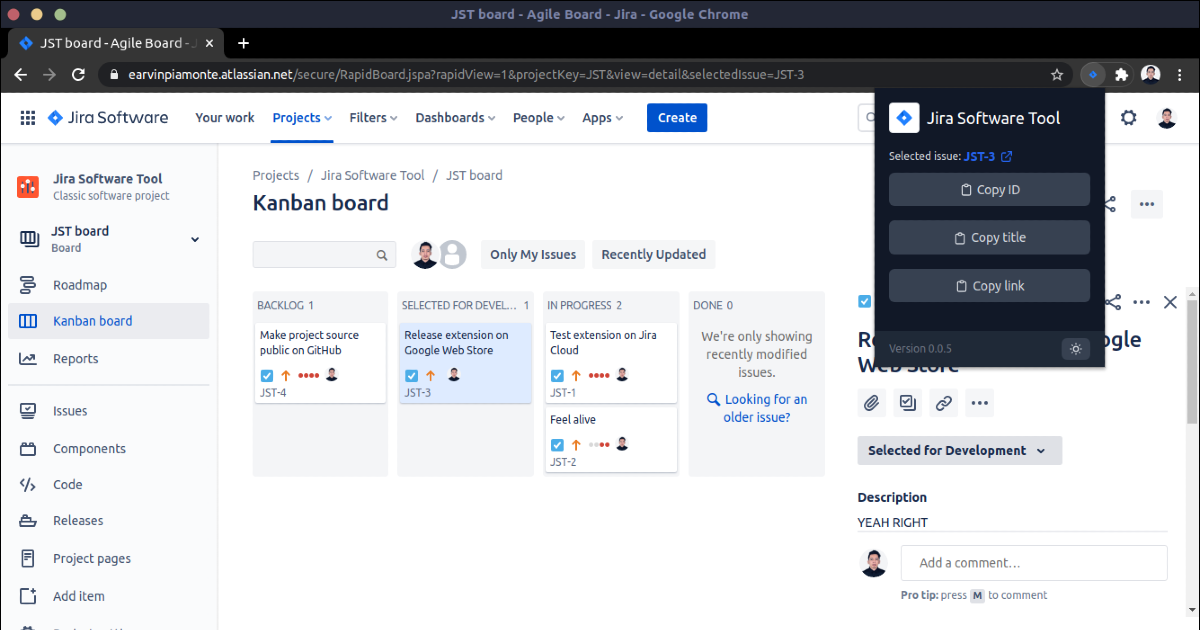 JST board - Agile Board - Jira - Google Chrome
JST board - Agile Board -
earvinpiamonte.atlassian.net/secure/RapidBoard.jspa?rapidView=1&projectKey=JST&view=detail&selectedIssue=JST-3
Jira Software
Your work
Projects
Filters
Dashboards
People
Apps
Create
Jira Software Tool
Selected issue: JST-3
Copy ID
Copy title
Copy link
Version 0.0.5
Jira Software Tool
Classic software project
JST board
Board
Roadmap
Kanban board
Reports
Issues
Components
Code
Releases
Project pages
Add item
Projects / Jira Software Tool / JST board
Kanban board
Only My Issues
Recently Updated
BACKLOG 1
Make project source
public on GitHub
JST-4
SELECTED FOR DEVEL... 1
Release extension on
Google Web Store
JST-3
IN PROGRESS 2
Test extension on Jira
Cloud
JST-1
Feel alive
JST-2
DONE 0
We're only showing
recently modified
issues.
Looking for an
older issue?
Selected for Development
Description
YEAH RIGHT
Add a comment…
Pro tip: press M to comment